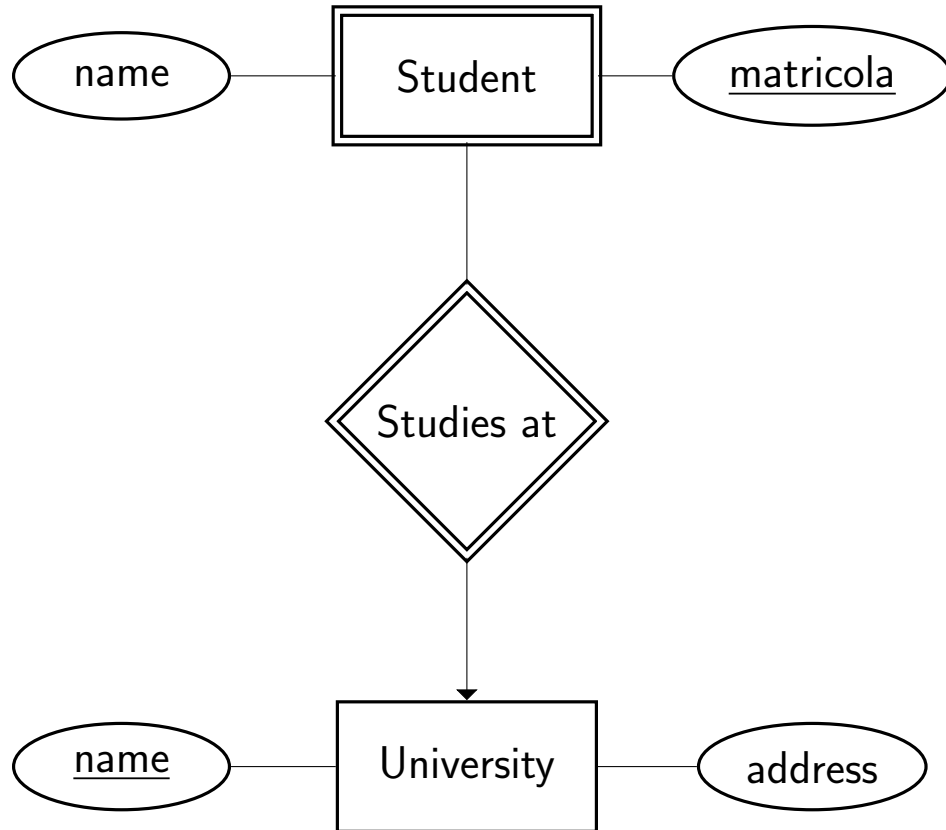 name
Student
matricola
Studies at
name
University
address